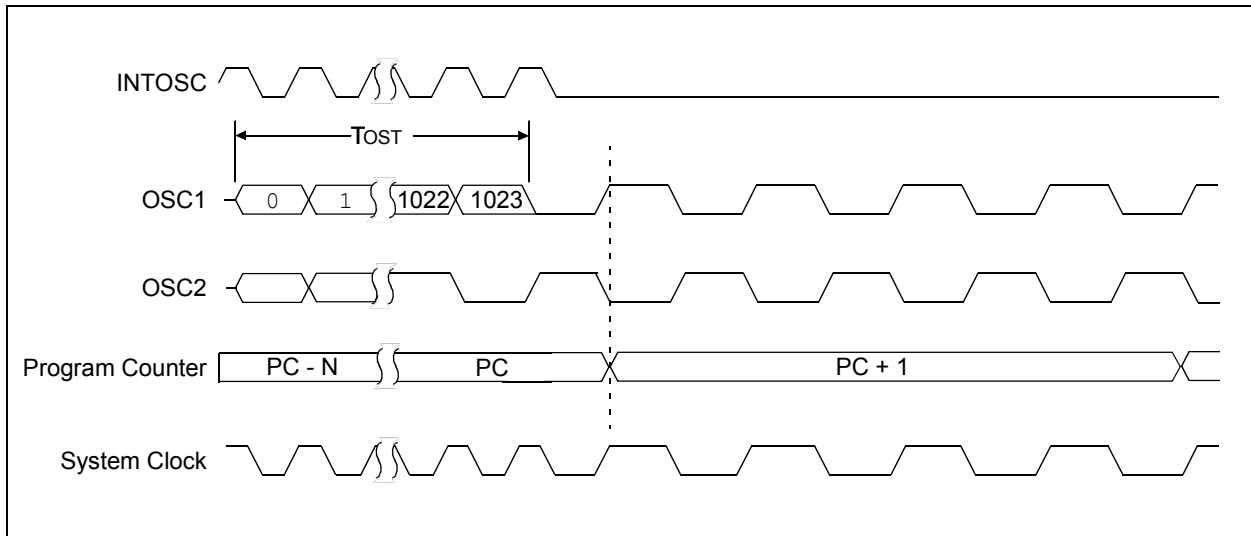 INTOSC
TOST
OSC1 0 1 1022 1023
OSC2
Program Counter PC - N PC PC + 1
System Clock